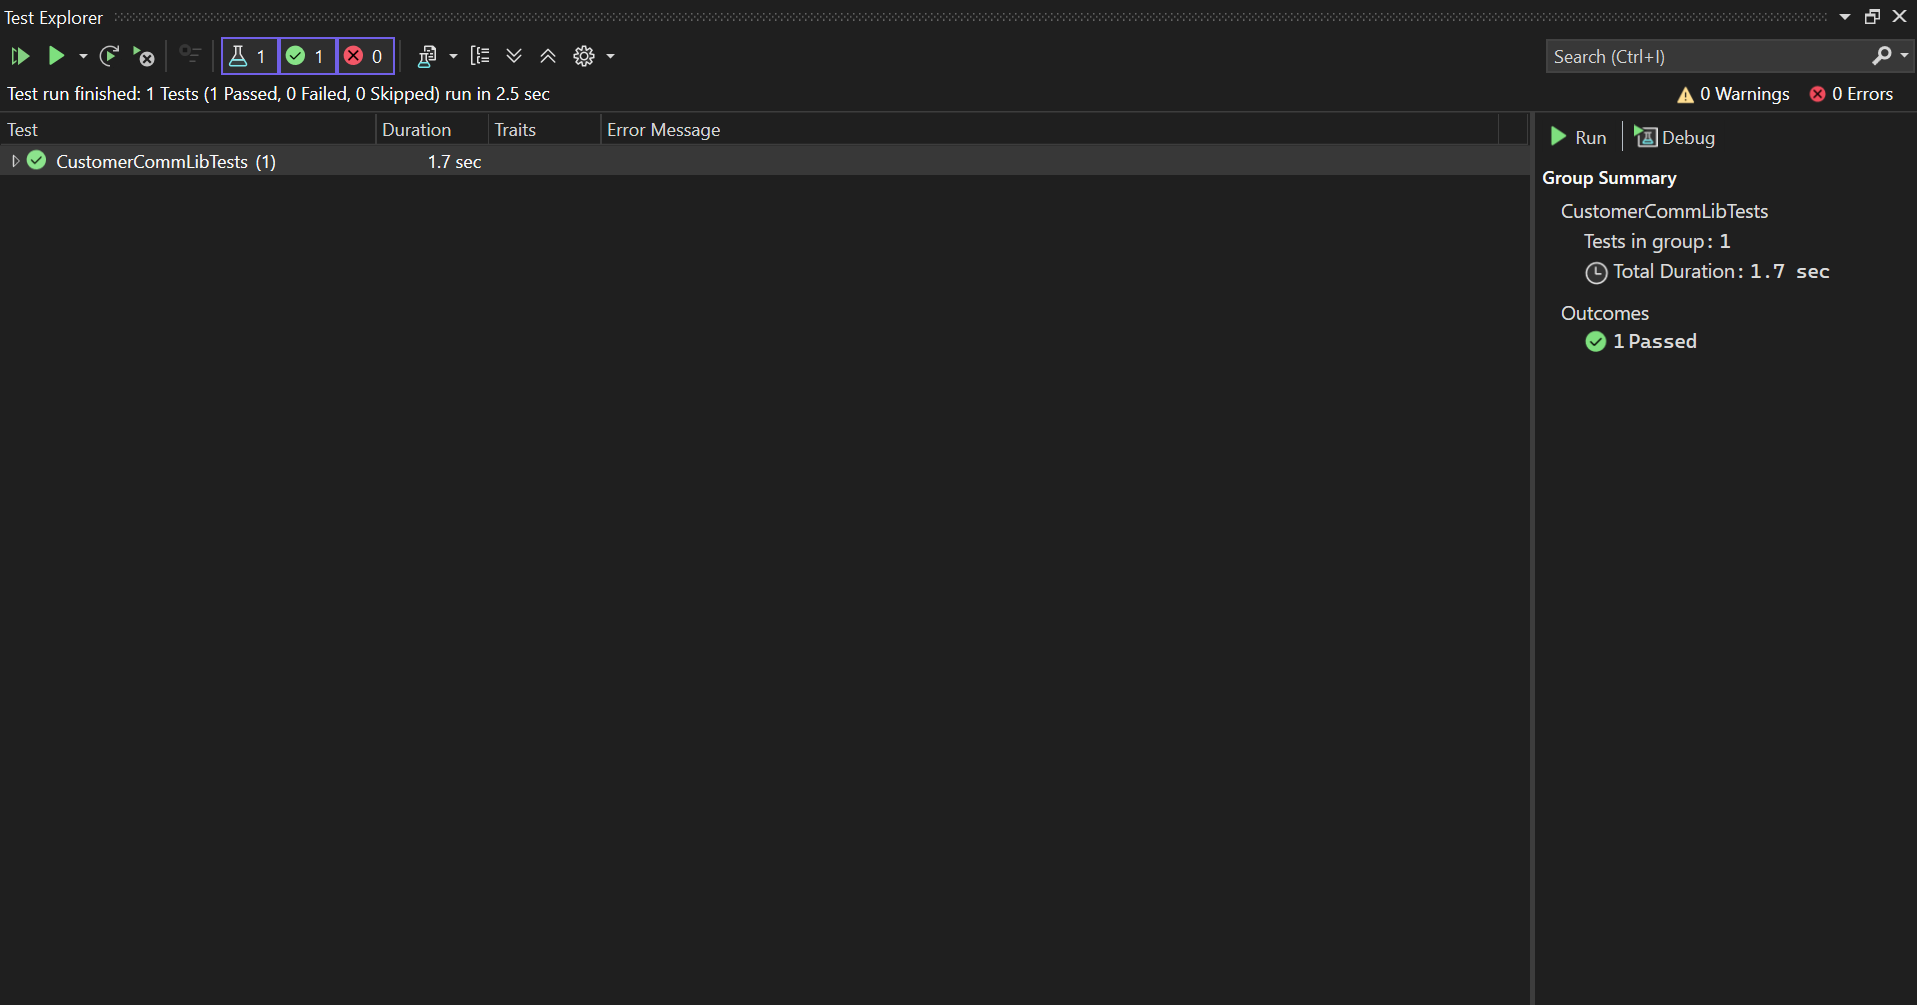 Test Explorer
1 1 0
Search (Ctrl+I)
Test run finished: 1 Tests (1 Passed, 0 Failed, 0 Skipped) run in 2.5 sec
0 Warnings 0 Errors
Test Duration Traits Error Message
CustomerCommLibTests (1) 1.7 sec
Run Debug
Group Summary
CustomerCommLibTests
Tests in group: 1
Total Duration: 1.7 sec
Outcomes
1 Passed